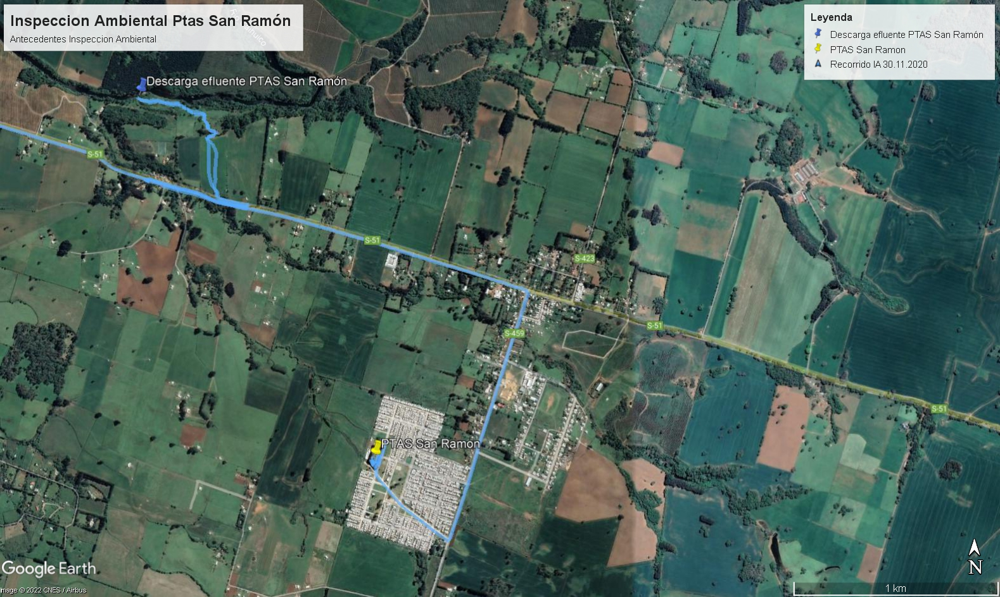 Inspeccion Ambiental Ptas San Ramón
Antecedentes Inspeccion Ambiental
Leyenda
Descarga efluente PTAS San Ramón
PTAS San Ramon
Recorrido IA 30.11.2020
Descarga efluente PTAS San Ramón
S-51
S-51
S-423
S-51
S-459
S-51
PTAS San Ramon
Google Earth
Image © 2022 CNES / Airbus
N
1 km